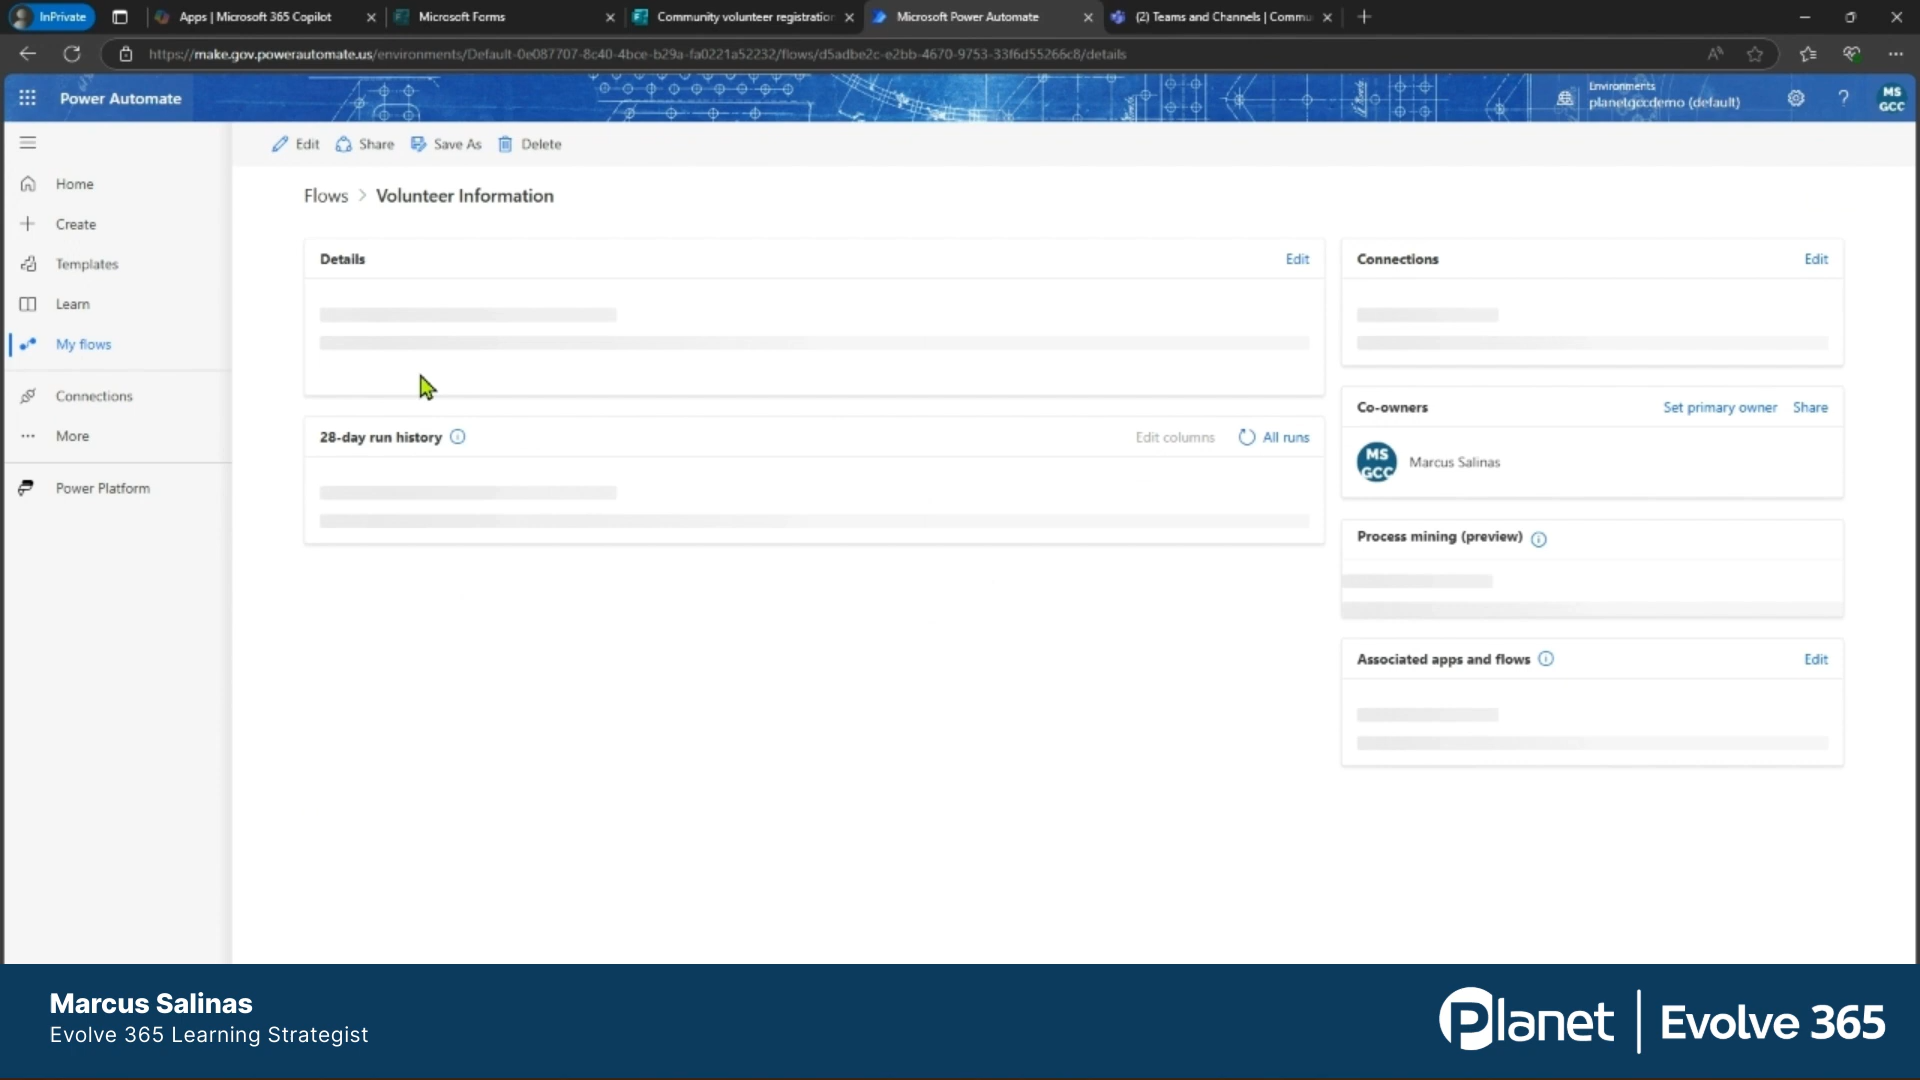 InPrivate
Apps | Microsoft 365 Copilot
Microsoft Forms
Community volunteer registration
Microsoft Power Automate
(2) Teams and Channels | Commu
https://make.gov.powerautomate.us/environments/Default-0e087707-8c40-4bce-b29a-fa0221a52232/flows/d5adbe2c-e2bb-4670-9753-33f6d55266c8/details
Power Automate
Environments
planetgccdemo (default)
MS
GCC
Edit
Share
Save As
Delete
Home
Create
Templates
Learn
My flows
Connections
More
Power Platform
Flows > Volunteer Information
Details
Edit
28-day run history
Edit columns
All runs
Connections
Edit
Co-owners
Set primary owner
Share
MS
GCC
Marcus Salinas
Process mining (preview)
Associated apps and flows
Edit
Marcus Salinas
Evolve 365 Learning Strategist
Planet | Evolve 365